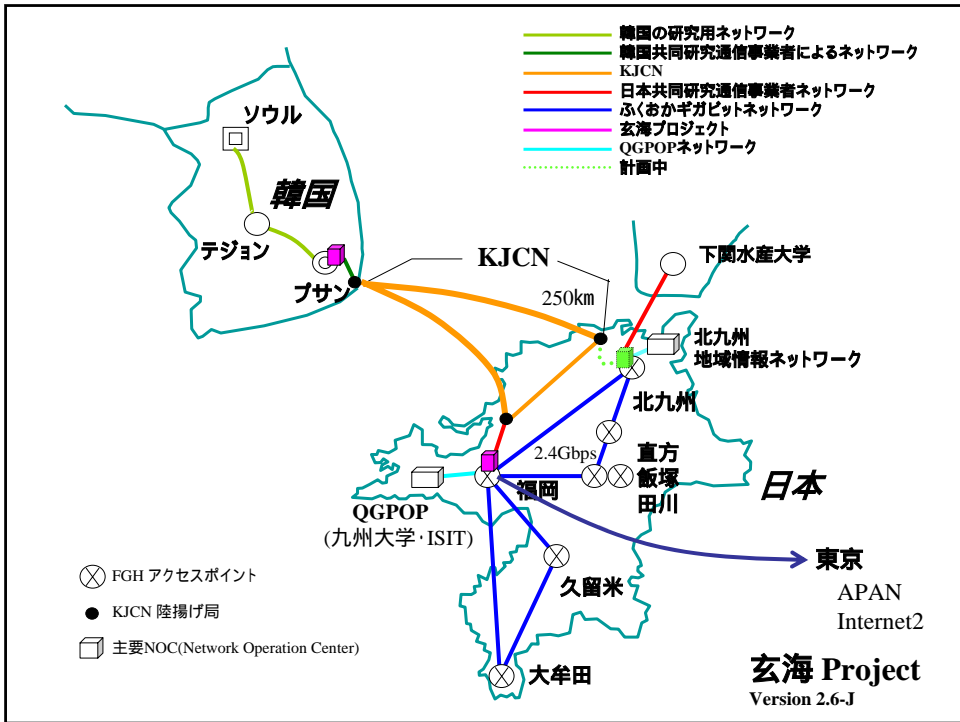 韓国の研究用ネットワーク
韓国共同研究通信事業者によるネットワーク
KJCN
日本共同研究通信事業者ネットワーク
ふくおかギガビットネットワーク
玄海プロジェクト
QGPOPネットワーク
計画中
ソウル
韓国
テジョン
プサン
KJCN
250㎞
下関水産大学
北九州
地域情報ネットワーク
北九州
2.4Gbps
直方
飯塚
田川
日本
福岡
QGPOP
(九州大学・ISIT)
久留米
東京
APAN
Internet2
大牟田
FGH アクセスポイント
KJCN 陸揚げ局
主要NOC(Network Operation Center)
玄海 Project
Version 2.6-J